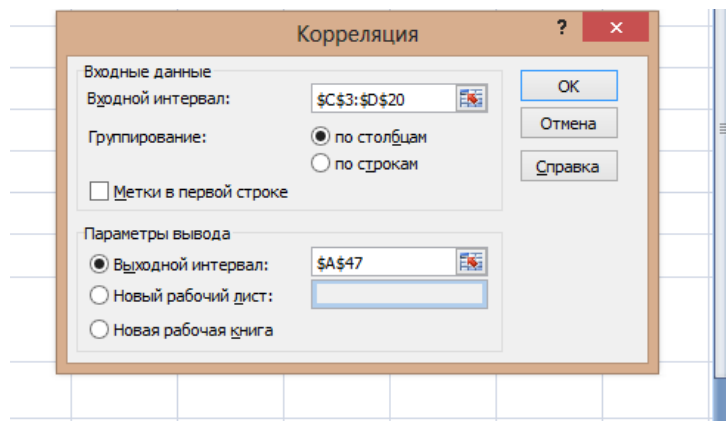 Корреляция
?
×
Входные данные
Входной интервал:
$C$3:$D$20
Группирование:
по столбцам
по строкам
Метки в первой строке
Параметры вывода
Выходной интервал:
$A$47
Новый рабочий лист:
Новая рабочая книга
ОК
Отмена
Справка